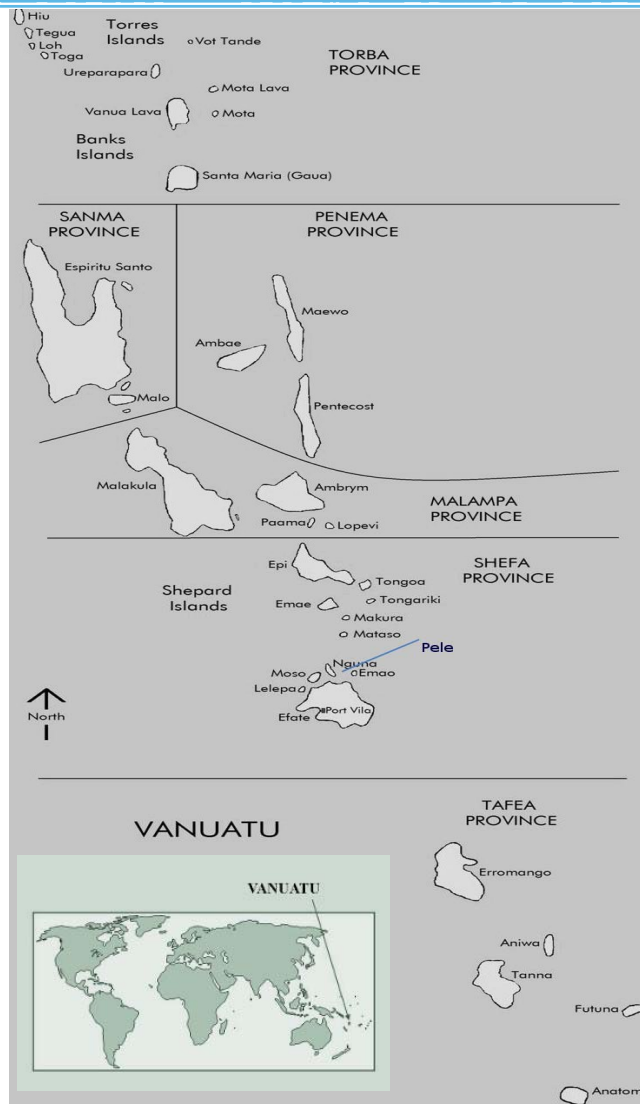 Hiu
Torres
Islands
Tegua
Loh
Toga
Vot Tande
TORBA
PROVINCE
Ureparapara
Mota Lava
Vanua Lava
Mota
Banks
Islands
Santa Maria (Gaua)
SANMA
PROVINCE
PENEMA
PROVINCE
Espiritu Santo
Maewo
Ambae
Malo
Pentecost
Malakula
Ambrym
MALAMPA
PROVINCE
Paama
Lopevi
Epi
SHEFA
PROVINCE
Shepard
Islands
Tongoa
Emae
Tongariki
Makura
Mataso
Pele
Nguna
Moso
Emao
Lelepa
Efate
Port Vila
North
TAFEA
PROVINCE
VANUATU
Erromango
VANUATU
Aniwa
Tanna
Futuna
Anatom